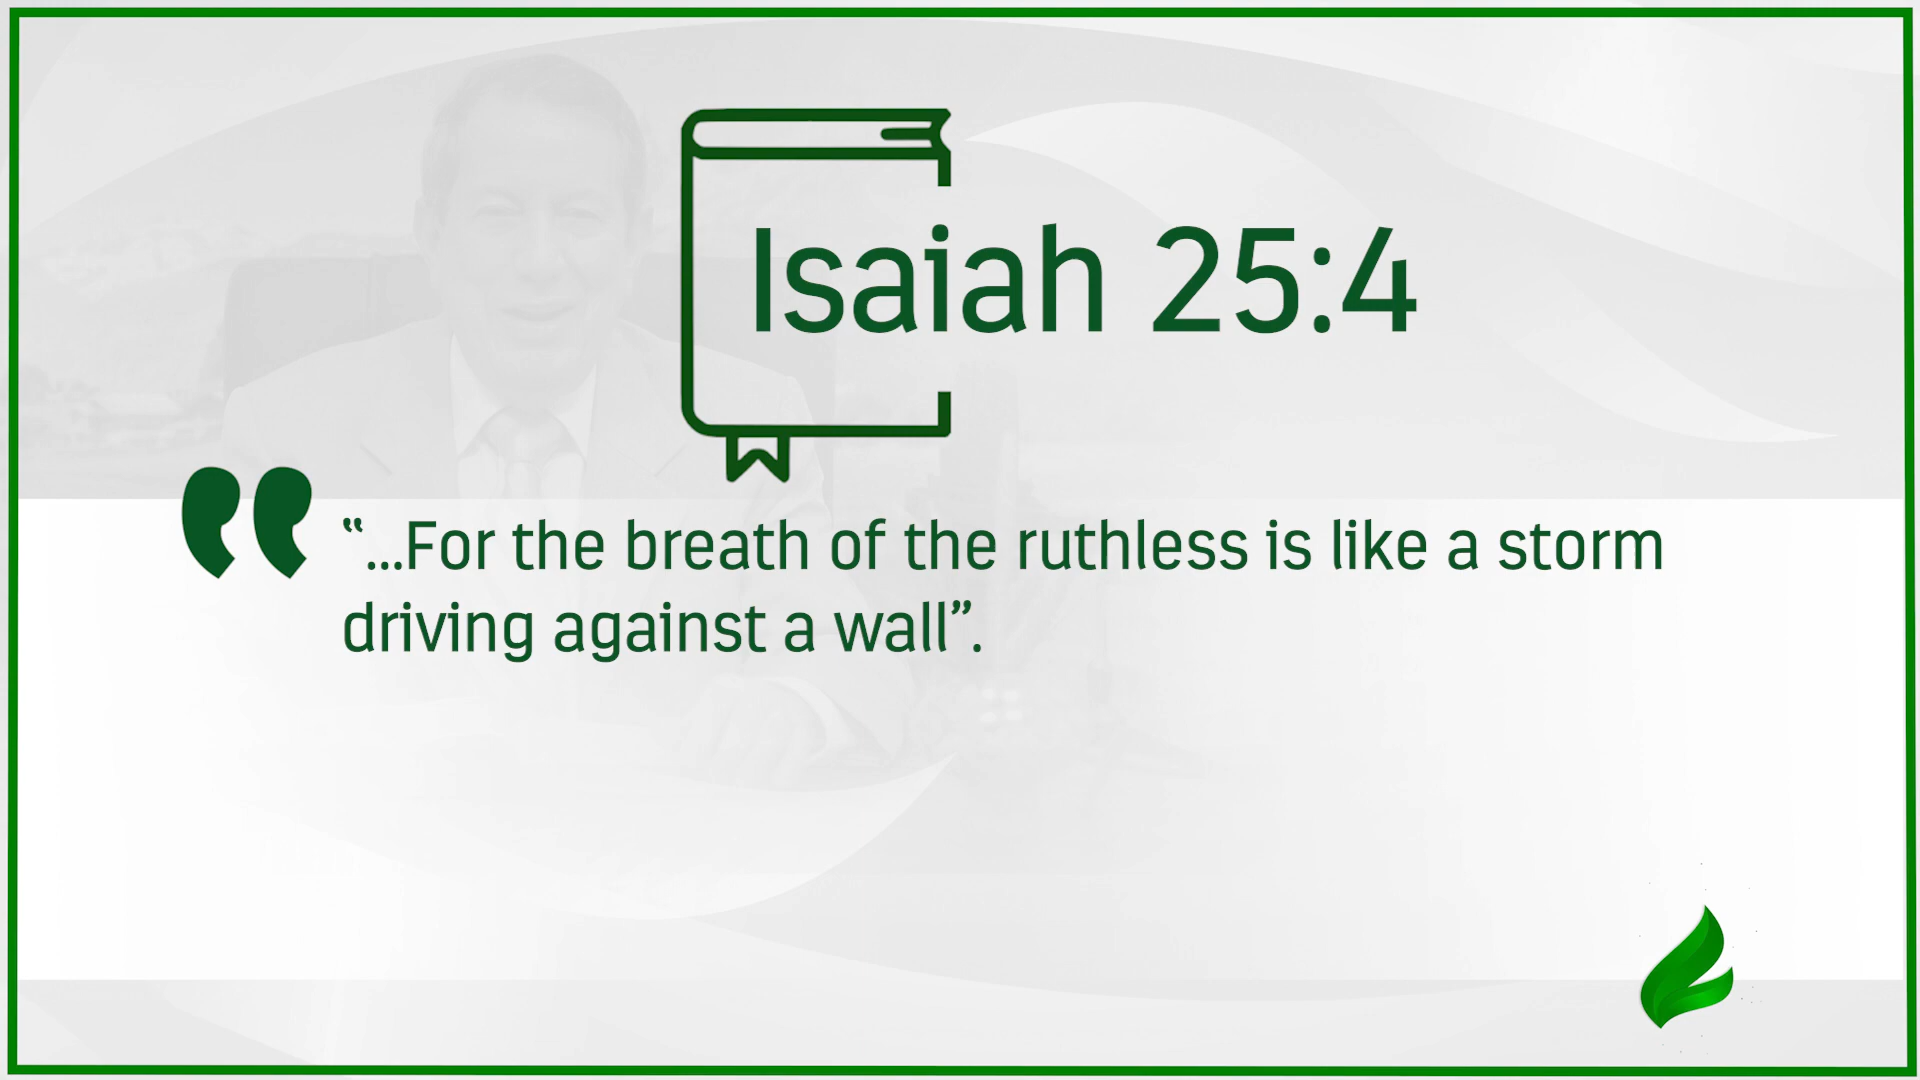 Isaiah 25:4
“...For the breath of the ruthless is like a storm
driving against a wall”.